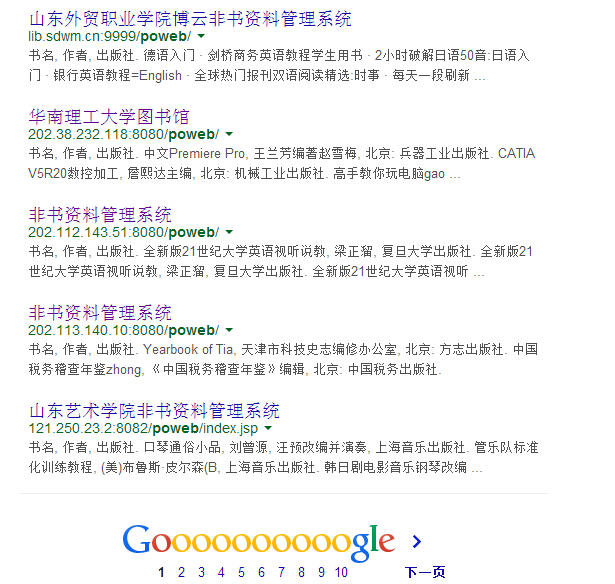 山东外贸职业学院博云非书资料管理系统
lib.sdwm.cn:9999/poweb/
书名, 作者, 出版社. 德语入门 · 剑桥商务英语教程学生用书 · 2小时破解日语50音:日语入
门 · 银行英语教程=English · 全球热门报刊双语阅读精选:时事 · 每天一段刷新 ...
华南理工大学图书馆
202.38.232.118:8080/poweb/
书名, 作者, 出版社. 中文Premiere Pro, 王兰芳编著赵雪梅, 北京: 兵器工业出版社. CATIA
V5R20数控加工, 詹熙达主编, 北京: 机械工业出版社. 高手教你玩电脑gao ...
非书资料管理系统
202.112.143.51:8080/poweb/
书名, 作者, 出版社. 全新版21世纪大学英语视听说教, 梁正溜, 复旦大学出版社. 全新版21
世纪大学英语视听说教, 梁正溜, 复旦大学出版社. 全新版21世纪大学英语视听 ...
非书资料管理系统
202.113.140.10:8080/poweb/
书名, 作者, 出版社. Yearbook of Tia, 天津市科技史志编修办公室, 北京: 方志出版社. 中国
税务稽查年鉴zhong, 《中国税务稽查年鉴》编辑, 北京: 中国税务出版社.
山东艺术学院非书资料管理系统
121.250.23.2:8082/poweb/index.jsp
书名, 作者, 出版社. 口琴通俗小品, 刘曾源, 汪预改编并演奏, 上海音乐出版社. 管乐队标准
化训练教程, (美)布鲁斯·皮尔森(B, 上海音乐出版社. 韩日剧电影音乐钢琴改编 ...
Goooooooooogle >
1 2 3 4 5 6 7 8 9 10 下一页